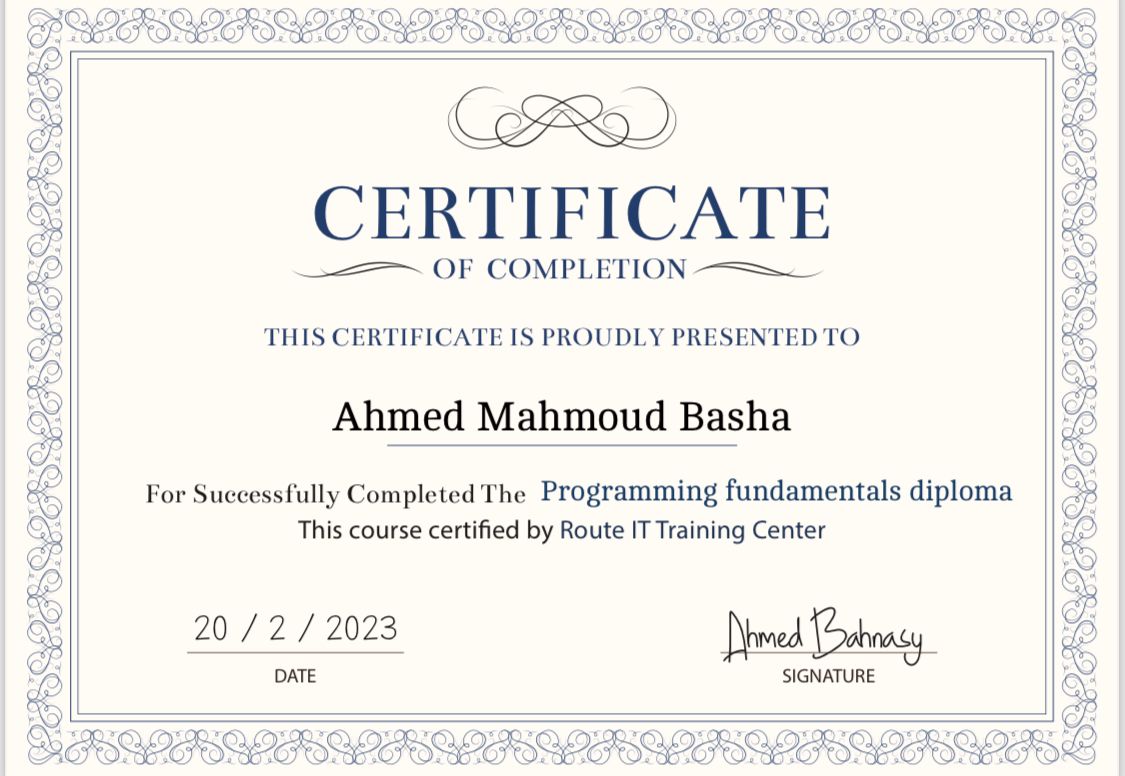 CERTIFICATE
OF COMPLETION
THIS CERTIFICATE IS PROUDLY PRESENTED TO
Ahmed Mahmoud Basha
For Successfully Completed The Programming fundamentals diploma
This course certified by Route IT Training Center
20 / 2 / 2023
Ahmed Bahnasy
DATE
SIGNATURE